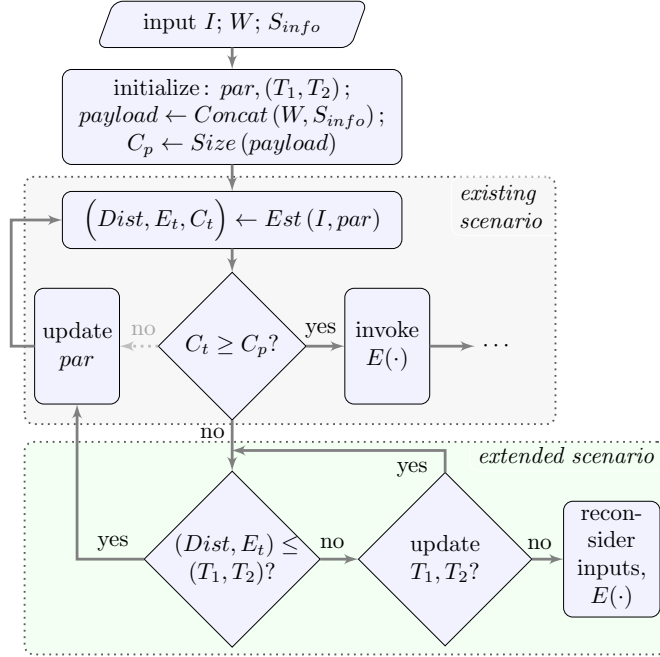 input I; W; S_info
initialize: par, (T_1, T_2);
payload ← Concat (W, S_info);
C_p ← Size (payload)
existing
scenario
(Dist, E_t, C_t) ← Est (I, par)
update
par
no
C_t ≥ C_p?
yes
invoke
E(·)
···
no
extended scenario
yes
yes
(Dist, E_t) ≤
(T_1, T_2)?
no
update
T_1, T_2?
no
recon-
sider
inputs,
E(·)